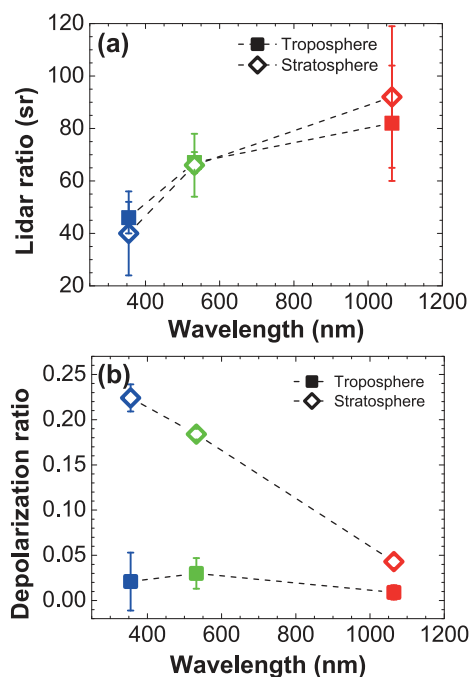 (a)
Troposphere
Stratosphere
Lidar ratio (sr)
120
100
80
60
40
20
400 600 800 1000 1200
Wavelength (nm)
(b)
Troposphere
Stratosphere
Depolarization ratio
0.25
0.20
0.15
0.10
0.05
0.00
400 600 800 1000 1200
Wavelength (nm)